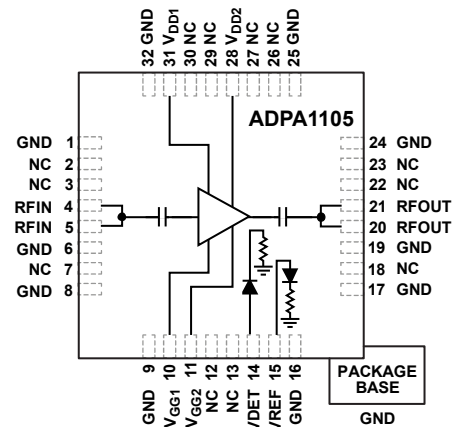 32 GND
31 VDD1
30 NC
29 NC
28 VDD2
27 NC
26 NC
25 GND
ADPA1105
GND 1
NC 2
NC 3
RFIN 4
RFIN 5
GND 6
NC 7
GND 8
24 GND
23 NC
22 NC
21 RFOUT
20 RFOUT
19 GND
18 NC
17 GND
GND 9
VGG1 10
VGG2 11
NC 12
NC 13
VDET 14
VREF 15
GND 16
PACKAGE
BASE
GND